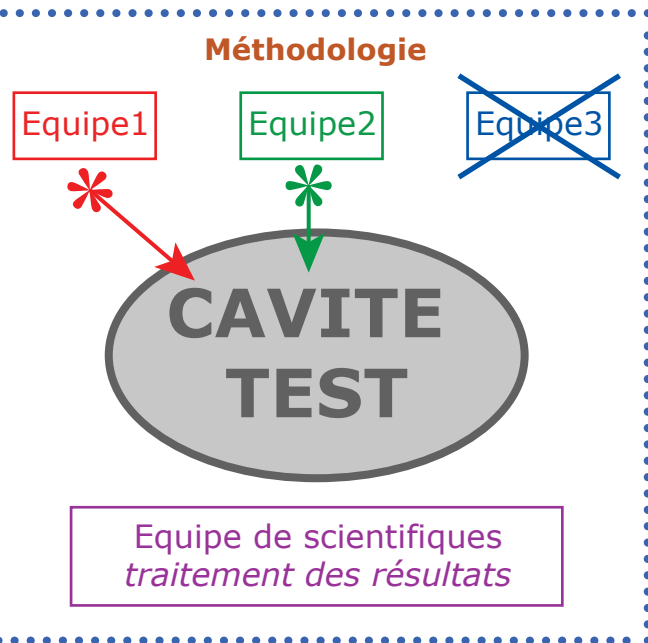 Méthodologie
Equipe1
Equipe2
Equipe3
*
*
CAVITE
TEST
Equipe de scientifiques
traitement des résultats